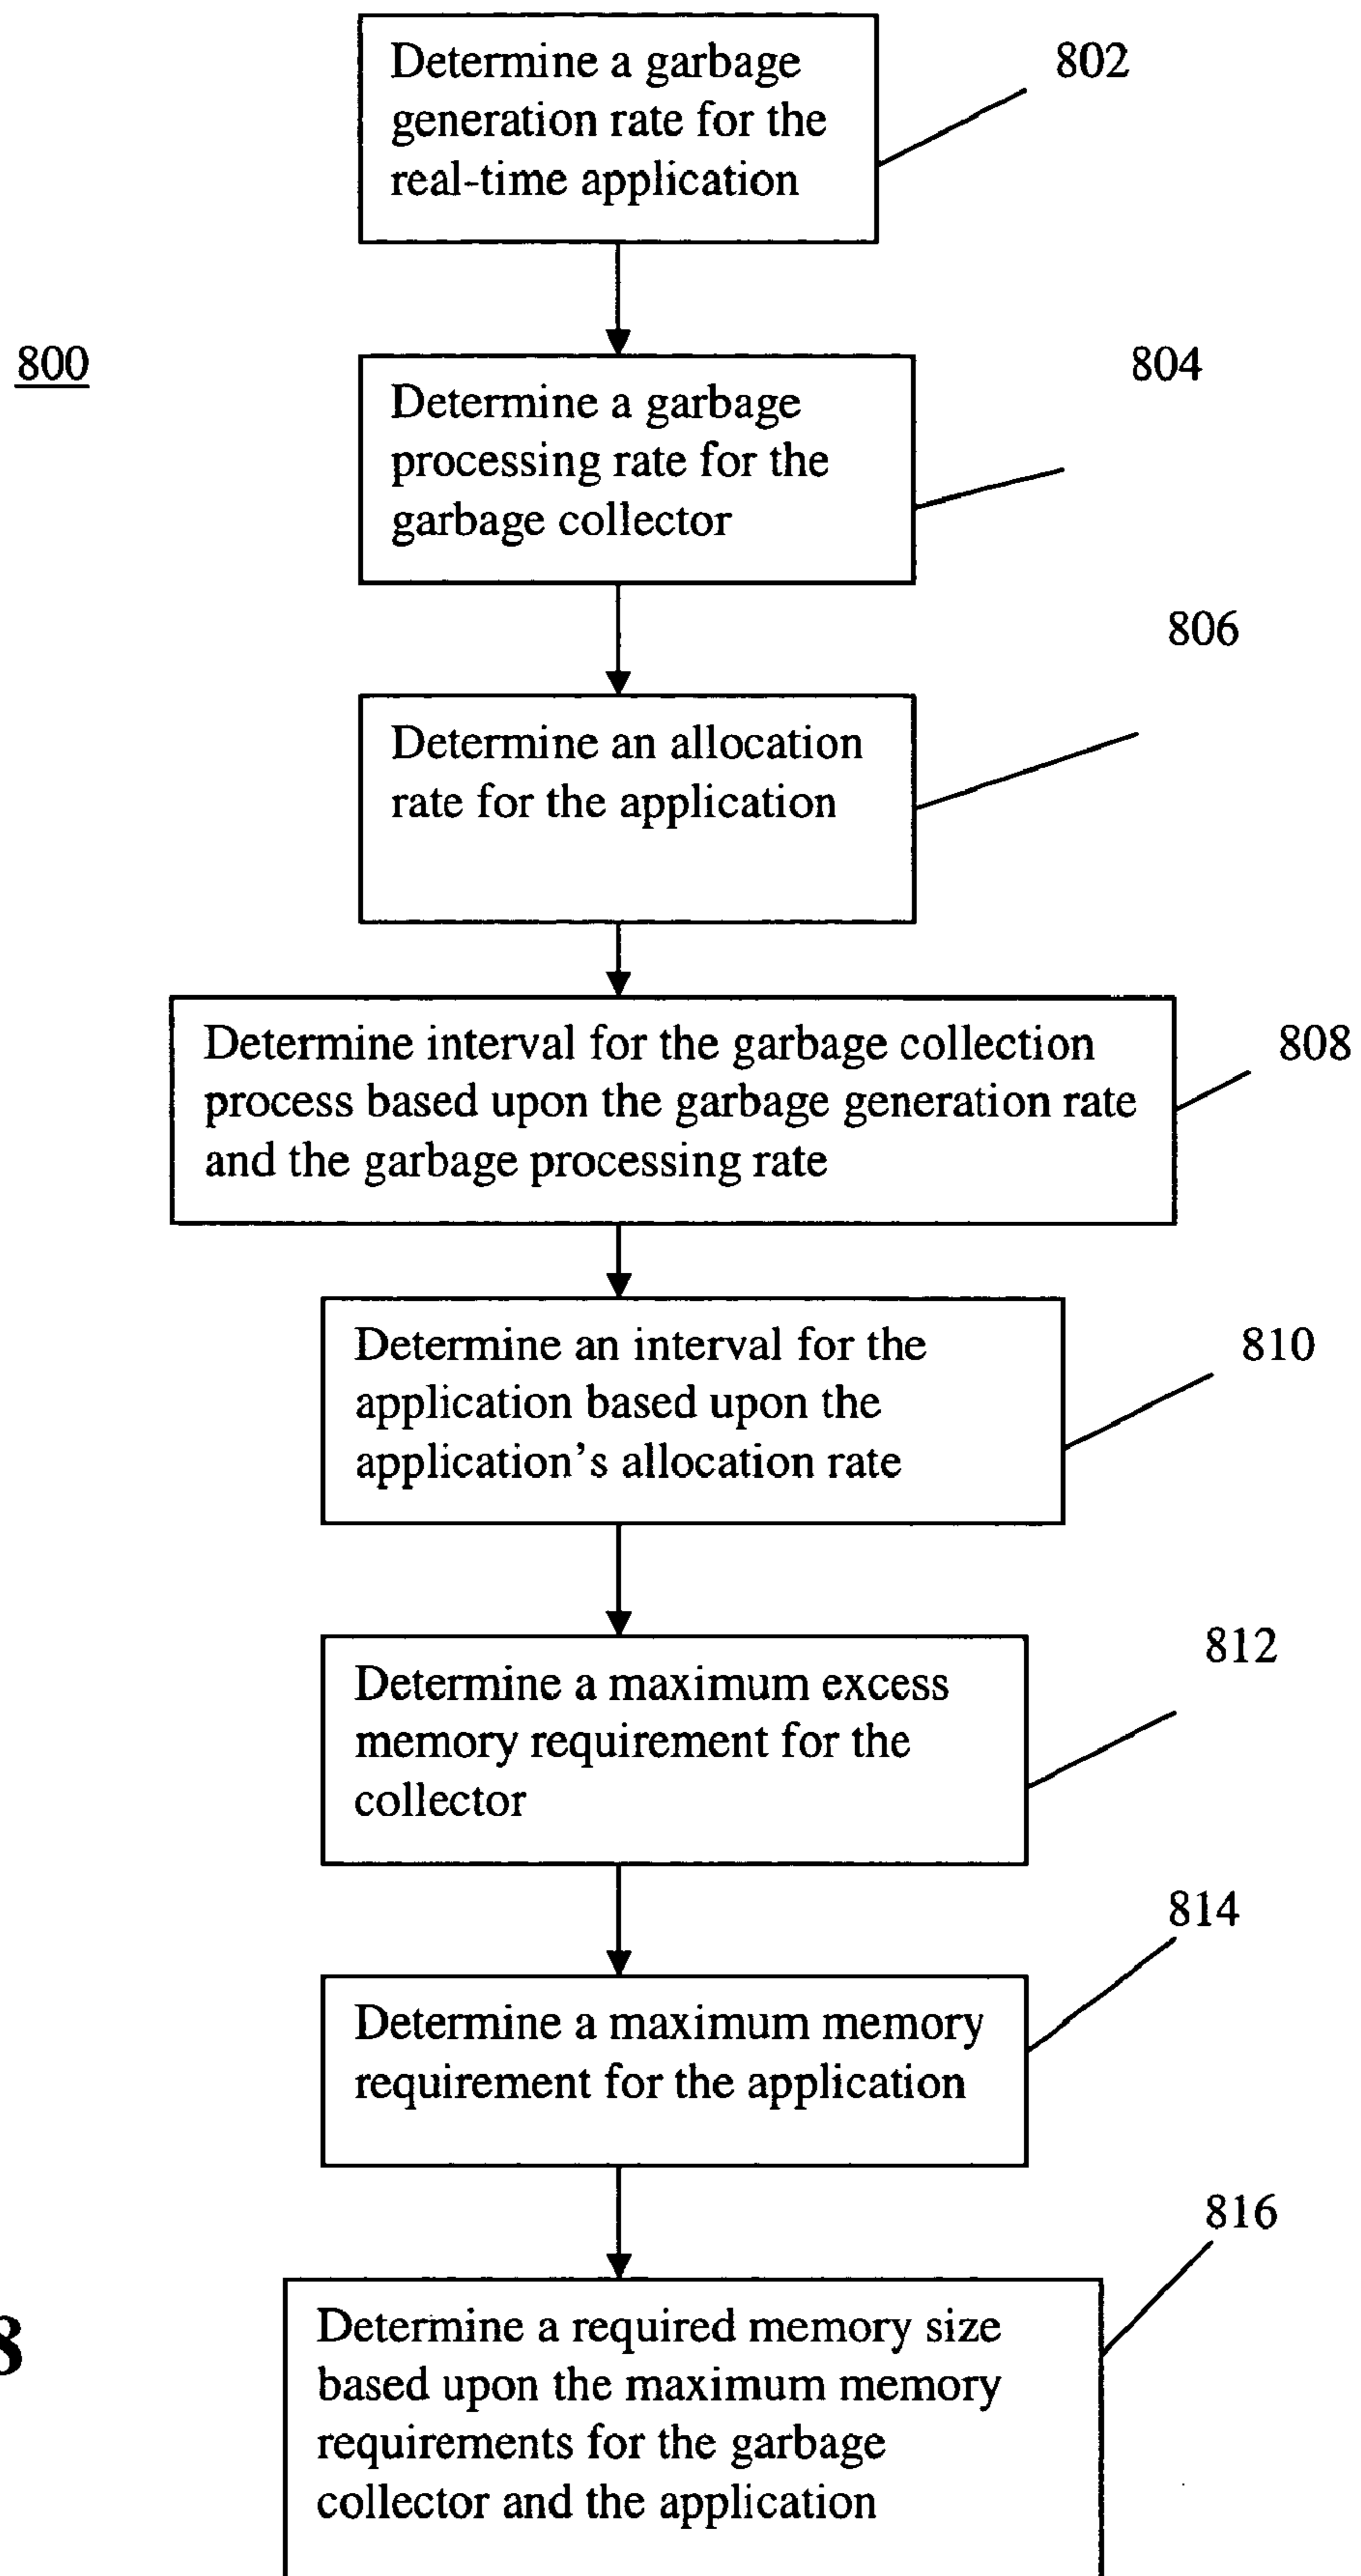 Determine a garbage
generation rate for the
real-time application
802
800
Determine a garbage
processing rate for the
garbage collector
804
Determine an allocation
rate for the application
806
Determine interval for the garbage collection
process based upon the garbage generation rate
and the garbage processing rate
808
Determine an interval for the
application based upon the
application's allocation rate
810
Determine a maximum excess
memory requirement for the
collector
812
Determine a maximum memory
requirement for the application
814
Determine a required memory size
based upon the maximum memory
requirements for the garbage
collector and the application
816
8